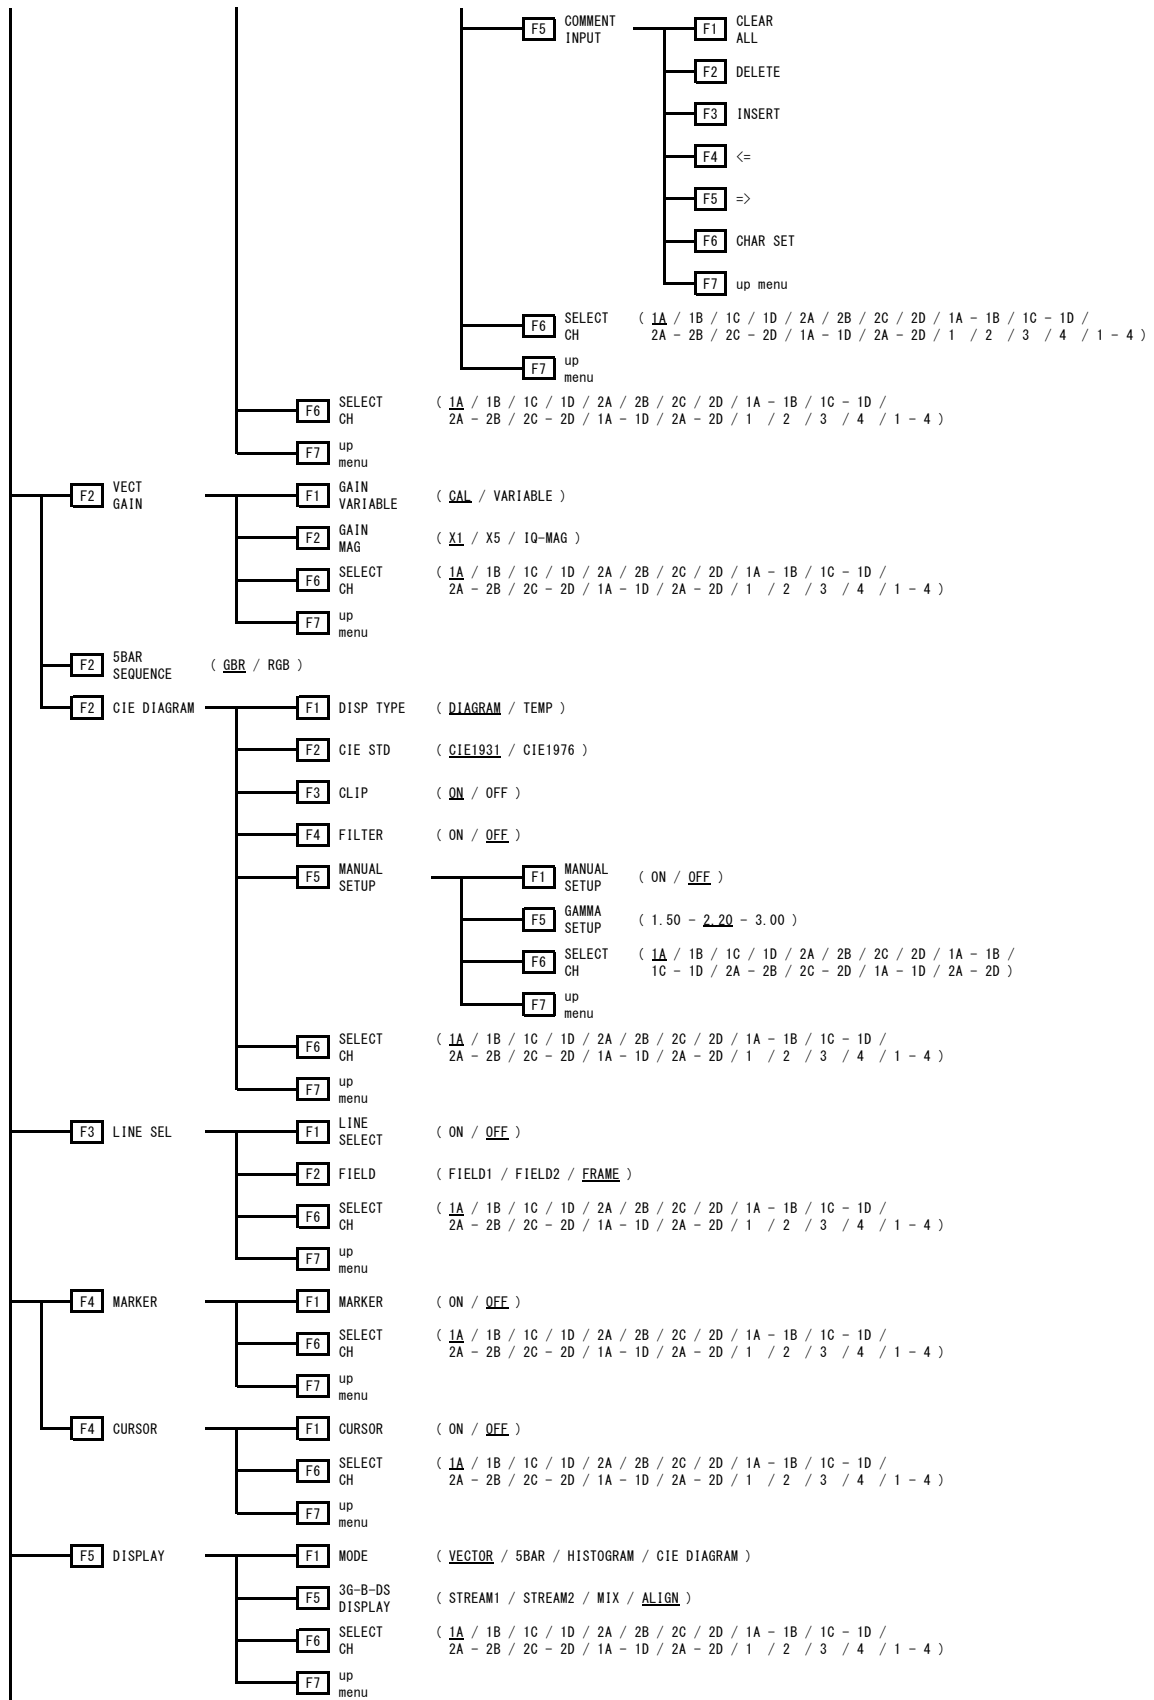 F5 COMMENT INPUT F1 CLEAR ALL
F2 DELETE
F3 INSERT
F4 <=
F5 =>
F6 CHAR SET
F7 up menu
F6 SELECT CH ( 1A / 1B / 1C / 1D / 2A / 2B / 2C / 2D / 1A - 1B / 1C - 1D /
2A - 2B / 2C - 2D / 1A - 1D / 2A - 2D / 1 / 2 / 3 / 4 / 1 - 4 )
F7 up menu
F6 SELECT CH ( 1A / 1B / 1C / 1D / 2A / 2B / 2C / 2D / 1A - 1B / 1C - 1D /
2A - 2B / 2C - 2D / 1A - 1D / 2A - 2D / 1 / 2 / 3 / 4 / 1 - 4 )
F7 up menu
F2 VECT GAIN F1 GAIN VARIABLE ( CAL / VARIABLE )
F2 GAIN MAG ( X1 / X5 / IQ-MAG )
F6 SELECT CH ( 1A / 1B / 1C / 1D / 2A / 2B / 2C / 2D / 1A - 1B / 1C - 1D /
2A - 2B / 2C - 2D / 1A - 1D / 2A - 2D / 1 / 2 / 3 / 4 / 1 - 4 )
F7 up menu
F2 5BAR SEQUENCE ( GBR / RGB )
F2 CIE DIAGRAM F1 DISP TYPE ( DIAGRAM / TEMP )
F2 CIE STD ( CIE1931 / CIE1976 )
F3 CLIP ( ON / OFF )
F4 FILTER ( ON / OFF )
F5 MANUAL SETUP F1 MANUAL SETUP ( ON / OFF )
F5 GAMMA SETUP ( 1.50 - 2.20 - 3.00 )
F6 SELECT CH ( 1A / 1B / 1C / 1D / 2A / 2B / 2C / 2D / 1A - 1B /
1C - 1D / 2A - 2B / 2C - 2D / 1A - 1D / 2A - 2D )
F7 up menu
F6 SELECT CH ( 1A / 1B / 1C / 1D / 2A / 2B / 2C / 2D / 1A - 1B / 1C - 1D /
2A - 2B / 2C - 2D / 1A - 1D / 2A - 2D / 1 / 2 / 3 / 4 / 1 - 4 )
F7 up menu
F3 LINE SEL F1 LINE SELECT ( ON / OFF )
F2 FIELD ( FIELD1 / FIELD2 / FRAME )
F6 SELECT CH ( 1A / 1B / 1C / 1D / 2A / 2B / 2C / 2D / 1A - 1B / 1C - 1D /
2A - 2B / 2C - 2D / 1A - 1D / 2A - 2D / 1 / 2 / 3 / 4 / 1 - 4 )
F7 up menu
F4 MARKER F1 MARKER ( ON / OFF )
F6 SELECT CH ( 1A / 1B / 1C / 1D / 2A / 2B / 2C / 2D / 1A - 1B / 1C - 1D /
2A - 2B / 2C - 2D / 1A - 1D / 2A - 2D / 1 / 2 / 3 / 4 / 1 - 4 )
F7 up menu
F4 CURSOR F1 CURSOR ( ON / OFF )
F6 SELECT CH ( 1A / 1B / 1C / 1D / 2A / 2B / 2C / 2D / 1A - 1B / 1C - 1D /
2A - 2B / 2C - 2D / 1A - 1D / 2A - 2D / 1 / 2 / 3 / 4 / 1 - 4 )
F7 up menu
F5 DISPLAY F1 MODE ( VECTOR / 5BAR / HISTOGRAM / CIE DIAGRAM )
F5 3G-B-DS DISPLAY ( STREAM1 / STREAM2 / MIX / ALIGN )
F6 SELECT CH ( 1A / 1B / 1C / 1D / 2A / 2B / 2C / 2D / 1A - 1B / 1C - 1D /
2A - 2B / 2C - 2D / 1A - 1D / 2A - 2D / 1 / 2 / 3 / 4 / 1 - 4 )
F7 up menu